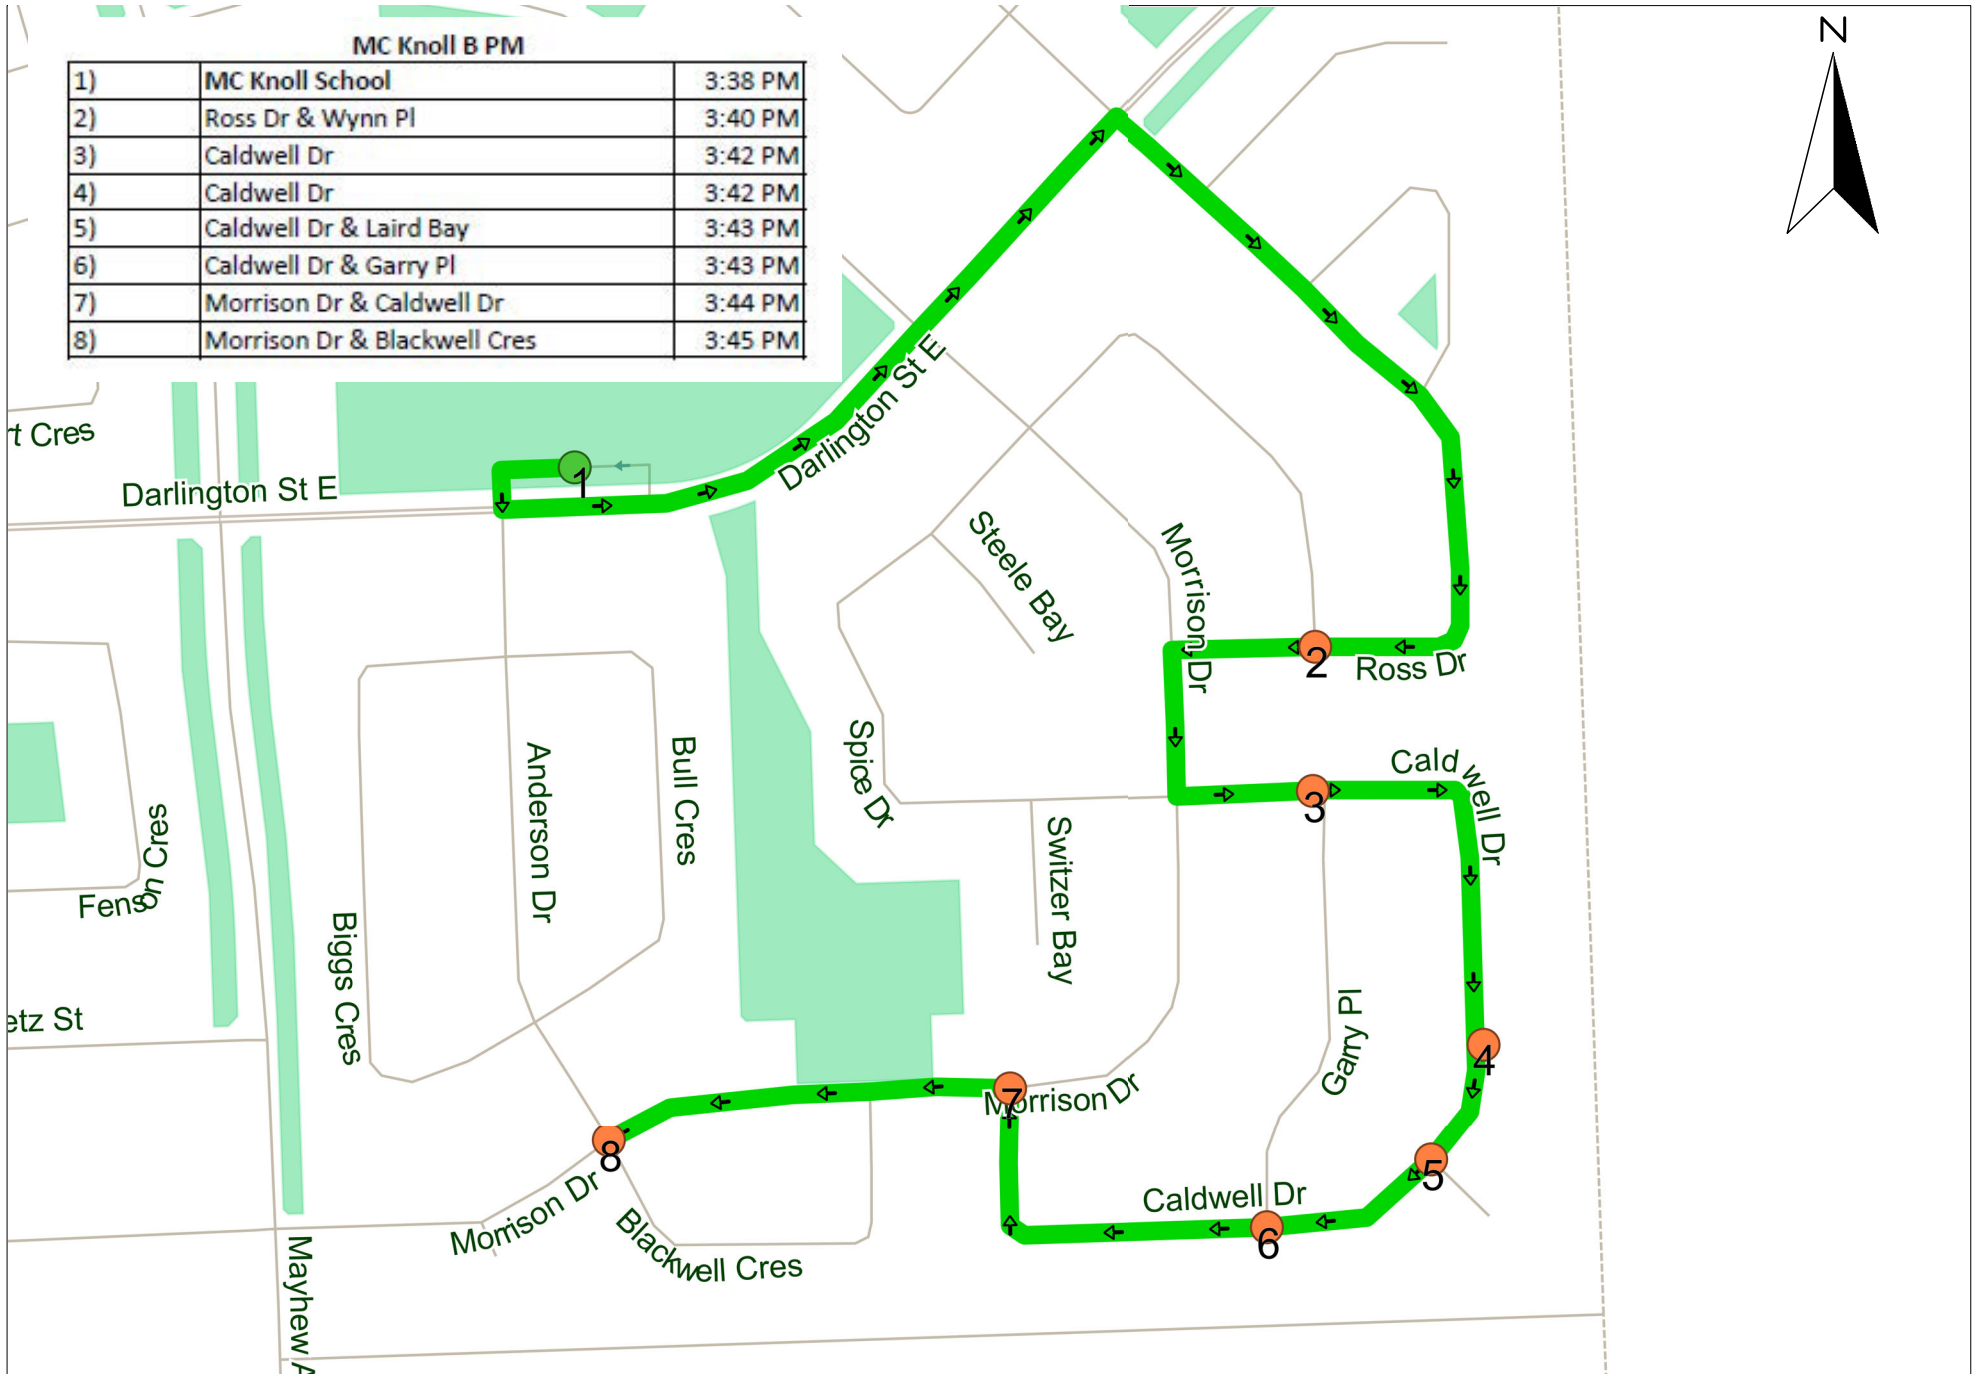 MC Knoll B PM
1) MC Knoll School 3:38 PM
2) Ross Dr & Wynn Pl 3:40 PM
3) Caldwell Dr 3:42 PM
4) Caldwell Dr 3:42 PM
5) Caldwell Dr & Laird Bay 3:43 PM
6) Caldwell Dr & Garry Pl 3:43 PM
7) Morrison Dr & Caldwell Dr 3:44 PM
8) Morrison Dr & Blackwell Cres 3:45 PM
N
rt Cres
Darlington St E
1
Darlington St E
Steele Bay
Morrison Dr
2
Ross Dr
Spice Dr
Anderson Dr
Bull Cres
Caldwell Dr
3
Switzer Bay
Fenson Cres
Biggs Cres
etz St
Garry Pl
4
7
Morrison Dr
8
5
Morrison Dr
Caldwell Dr
6
Blackwell Cres
Mayhew A